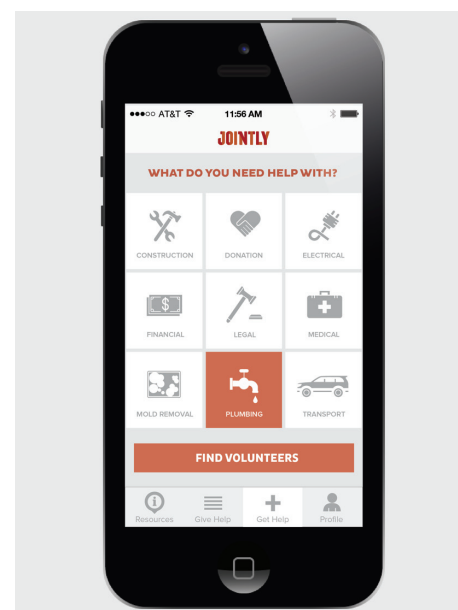 AT&T 11:56 AM
JOINTLY
WHAT DO YOU NEED HELP WITH?
CONSTRUCTION DONATION ELECTRICAL
$
FINANCIAL LEGAL MEDICAL
MOLD REMOVAL PLUMBING TRANSPORT
FIND VOLUNTEERS
Resources Give Help Get Help Profile